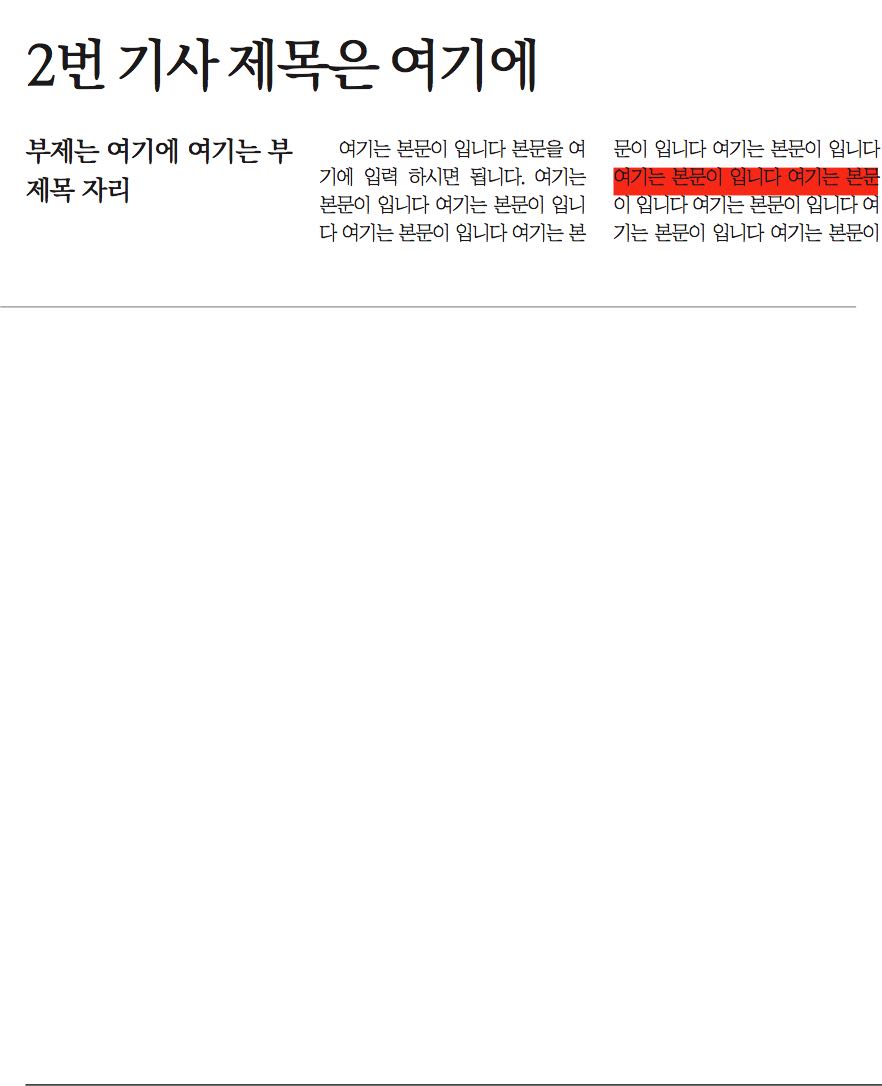 2번 기사 제목은 여기에
부제는 여기에 여기는 부
제목 자리
여기는 본문이 입니다 본문을 여
기에 입력 하시면 됩니다. 여기는
본문이 입니다 여기는 본문이 입니
다 여기는 본문이 입니다 여기는 본
문이 입니다 여기는 본문이 입니다
여기는 본문이 입니다 여기는 본문
이 입니다 여기는 본문이 입니다 여
기는 본문이 입니다 여기는 본문이